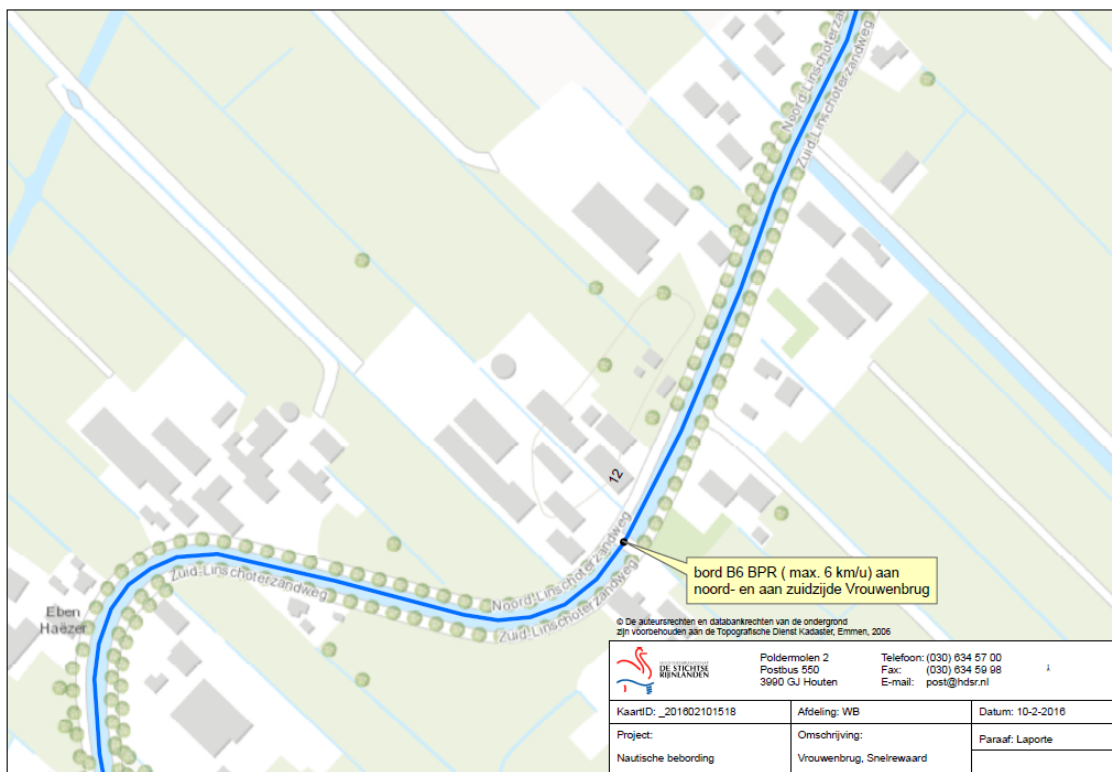 Noord-Linschoterzandweg
Zuid-Linschoterzandweg
12
Noord-Linschoterzandweg
Zuid-Linschoterzandweg
Zuid-Linschoterzandweg
Eben
Haëzer
bord B6 BPR ( max. 6 km/u) aan
noord- en aan zuidzijde Vrouwenbrug
© De auteursrechten en databankrechten van de ondergrond
zijn voorbehouden aan de Topografische Dienst Kadaster, Emmen, 2006
DE STICHTSE
RIJNLANDEN
Poldermolen 2
Postbus 550
3990 GJ Houten
Telefoon: (030) 634 57 00
Fax: (030) 634 59 98
E-mail: post@hdsr.nl
KaartID: _201602101518
Afdeling: WB
Datum: 10-2-2016
Project:
Nautische bebording
Omschrijving:
Vrouwenbrug, Snelrewaard
Paraaf: Laporte